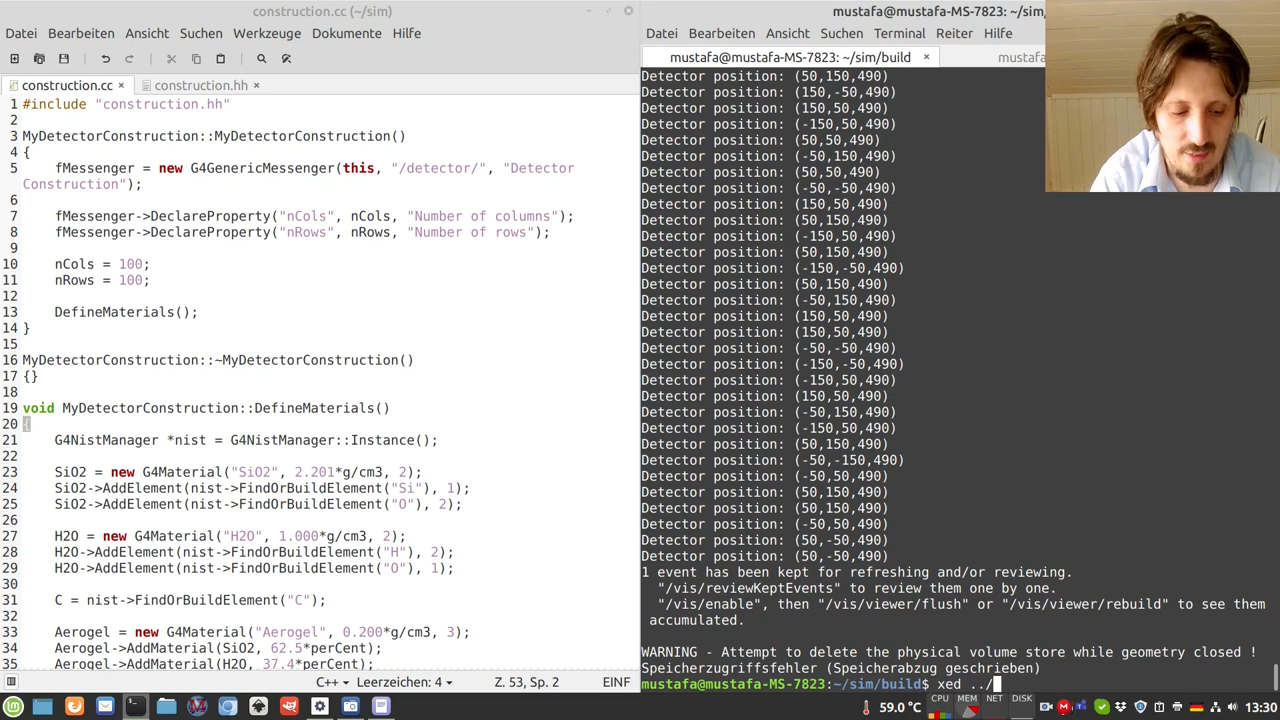 construction.cc (~/sim)
Datei Bearbeiten Ansicht Suchen Werkzeuge Dokumente Hilfe
construction.cc × construction.hh ×
1 #include "construction.hh"
2
3 MyDetectorConstruction::MyDetectorConstruction()
4 {
5 fMessenger = new G4GenericMessenger(this, "/detector/", "Detector
Construction");
6
7 fMessenger->DeclareProperty("nCols", nCols, "Number of columns");
8 fMessenger->DeclareProperty("nRows", nRows, "Number of rows");
9
10 nCols = 100;
11 nRows = 100;
12
13 DefineMaterials();
14 }
15
16 MyDetectorConstruction::~MyDetectorConstruction()
17 {}
18
19 void MyDetectorConstruction::DefineMaterials()
20 {
21 G4NistManager *nist = G4NistManager::Instance();
22
23 SiO2 = new G4Material("SiO2", 2.201*g/cm3, 2);
24 SiO2->AddElement(nist->FindOrBuildElement("Si"), 1);
25 SiO2->AddElement(nist->FindOrBuildElement("O"), 2);
26
27 H2O = new G4Material("H2O", 1.000*g/cm3, 2);
28 H2O->AddElement(nist->FindOrBuildElement("H"), 2);
29 H2O->AddElement(nist->FindOrBuildElement("O"), 1);
30
31 C = nist->FindOrBuildElement("C");
32
33 Aerogel = new G4Material("Aerogel", 0.200*g/cm3, 3);
34 Aerogel->AddMaterial(SiO2, 62.5*perCent);
35 Aerogel->AddMaterial(H2O, 37.4*perCent);
C++ Leerzeichen: 4 Z. 53, Sp. 2 EINF
mustafa@mustafa-MS-7823: ~/sim/
Datei Bearbeiten Ansicht Suchen Terminal Reiter Hilfe
mustafa@mustafa-MS-7823: ~/sim/build × mustaf
Detector position: (50,150,490)
Detector position: (150,-50,490)
Detector position: (150,50,490)
Detector position: (-150,50,490)
Detector position: (50,50,490)
Detector position: (-50,150,490)
Detector position: (50,50,490)
Detector position: (-50,-50,490)
Detector position: (150,50,490)
Detector position: (50,150,490)
Detector position: (-150,50,490)
Detector position: (50,150,490)
Detector position: (-150,-50,490)
Detector position: (50,150,490)
Detector position: (-50,150,490)
Detector position: (150,50,490)
Detector position: (150,50,490)
Detector position: (-50,-50,490)
Detector position: (-150,-50,490)
Detector position: (-150,50,490)
Detector position: (150,50,490)
Detector position: (-50,150,490)
Detector position: (-150,50,490)
Detector position: (50,150,490)
Detector position: (-50,-150,490)
Detector position: (-50,50,490)
Detector position: (50,150,490)
Detector position: (50,150,490)
Detector position: (-50,50,490)
Detector position: (50,-50,490)
Detector position: (50,-50,490)
1 event has been kept for refreshing and/or reviewing.
"/vis/reviewKeptEvents" to review them one by one.
"/vis/enable", then "/vis/viewer/flush" or "/vis/viewer/rebuild" to see them
accumulated.
WARNING - Attempt to delete the physical volume store while geometry closed !
Speicherzugriffsfehler (Speicherabzug geschrieben)
mustafa@mustafa-MS-7823:~/sim/build$ xed ../
59.0 °C CPU MEM NET DISK 13:30